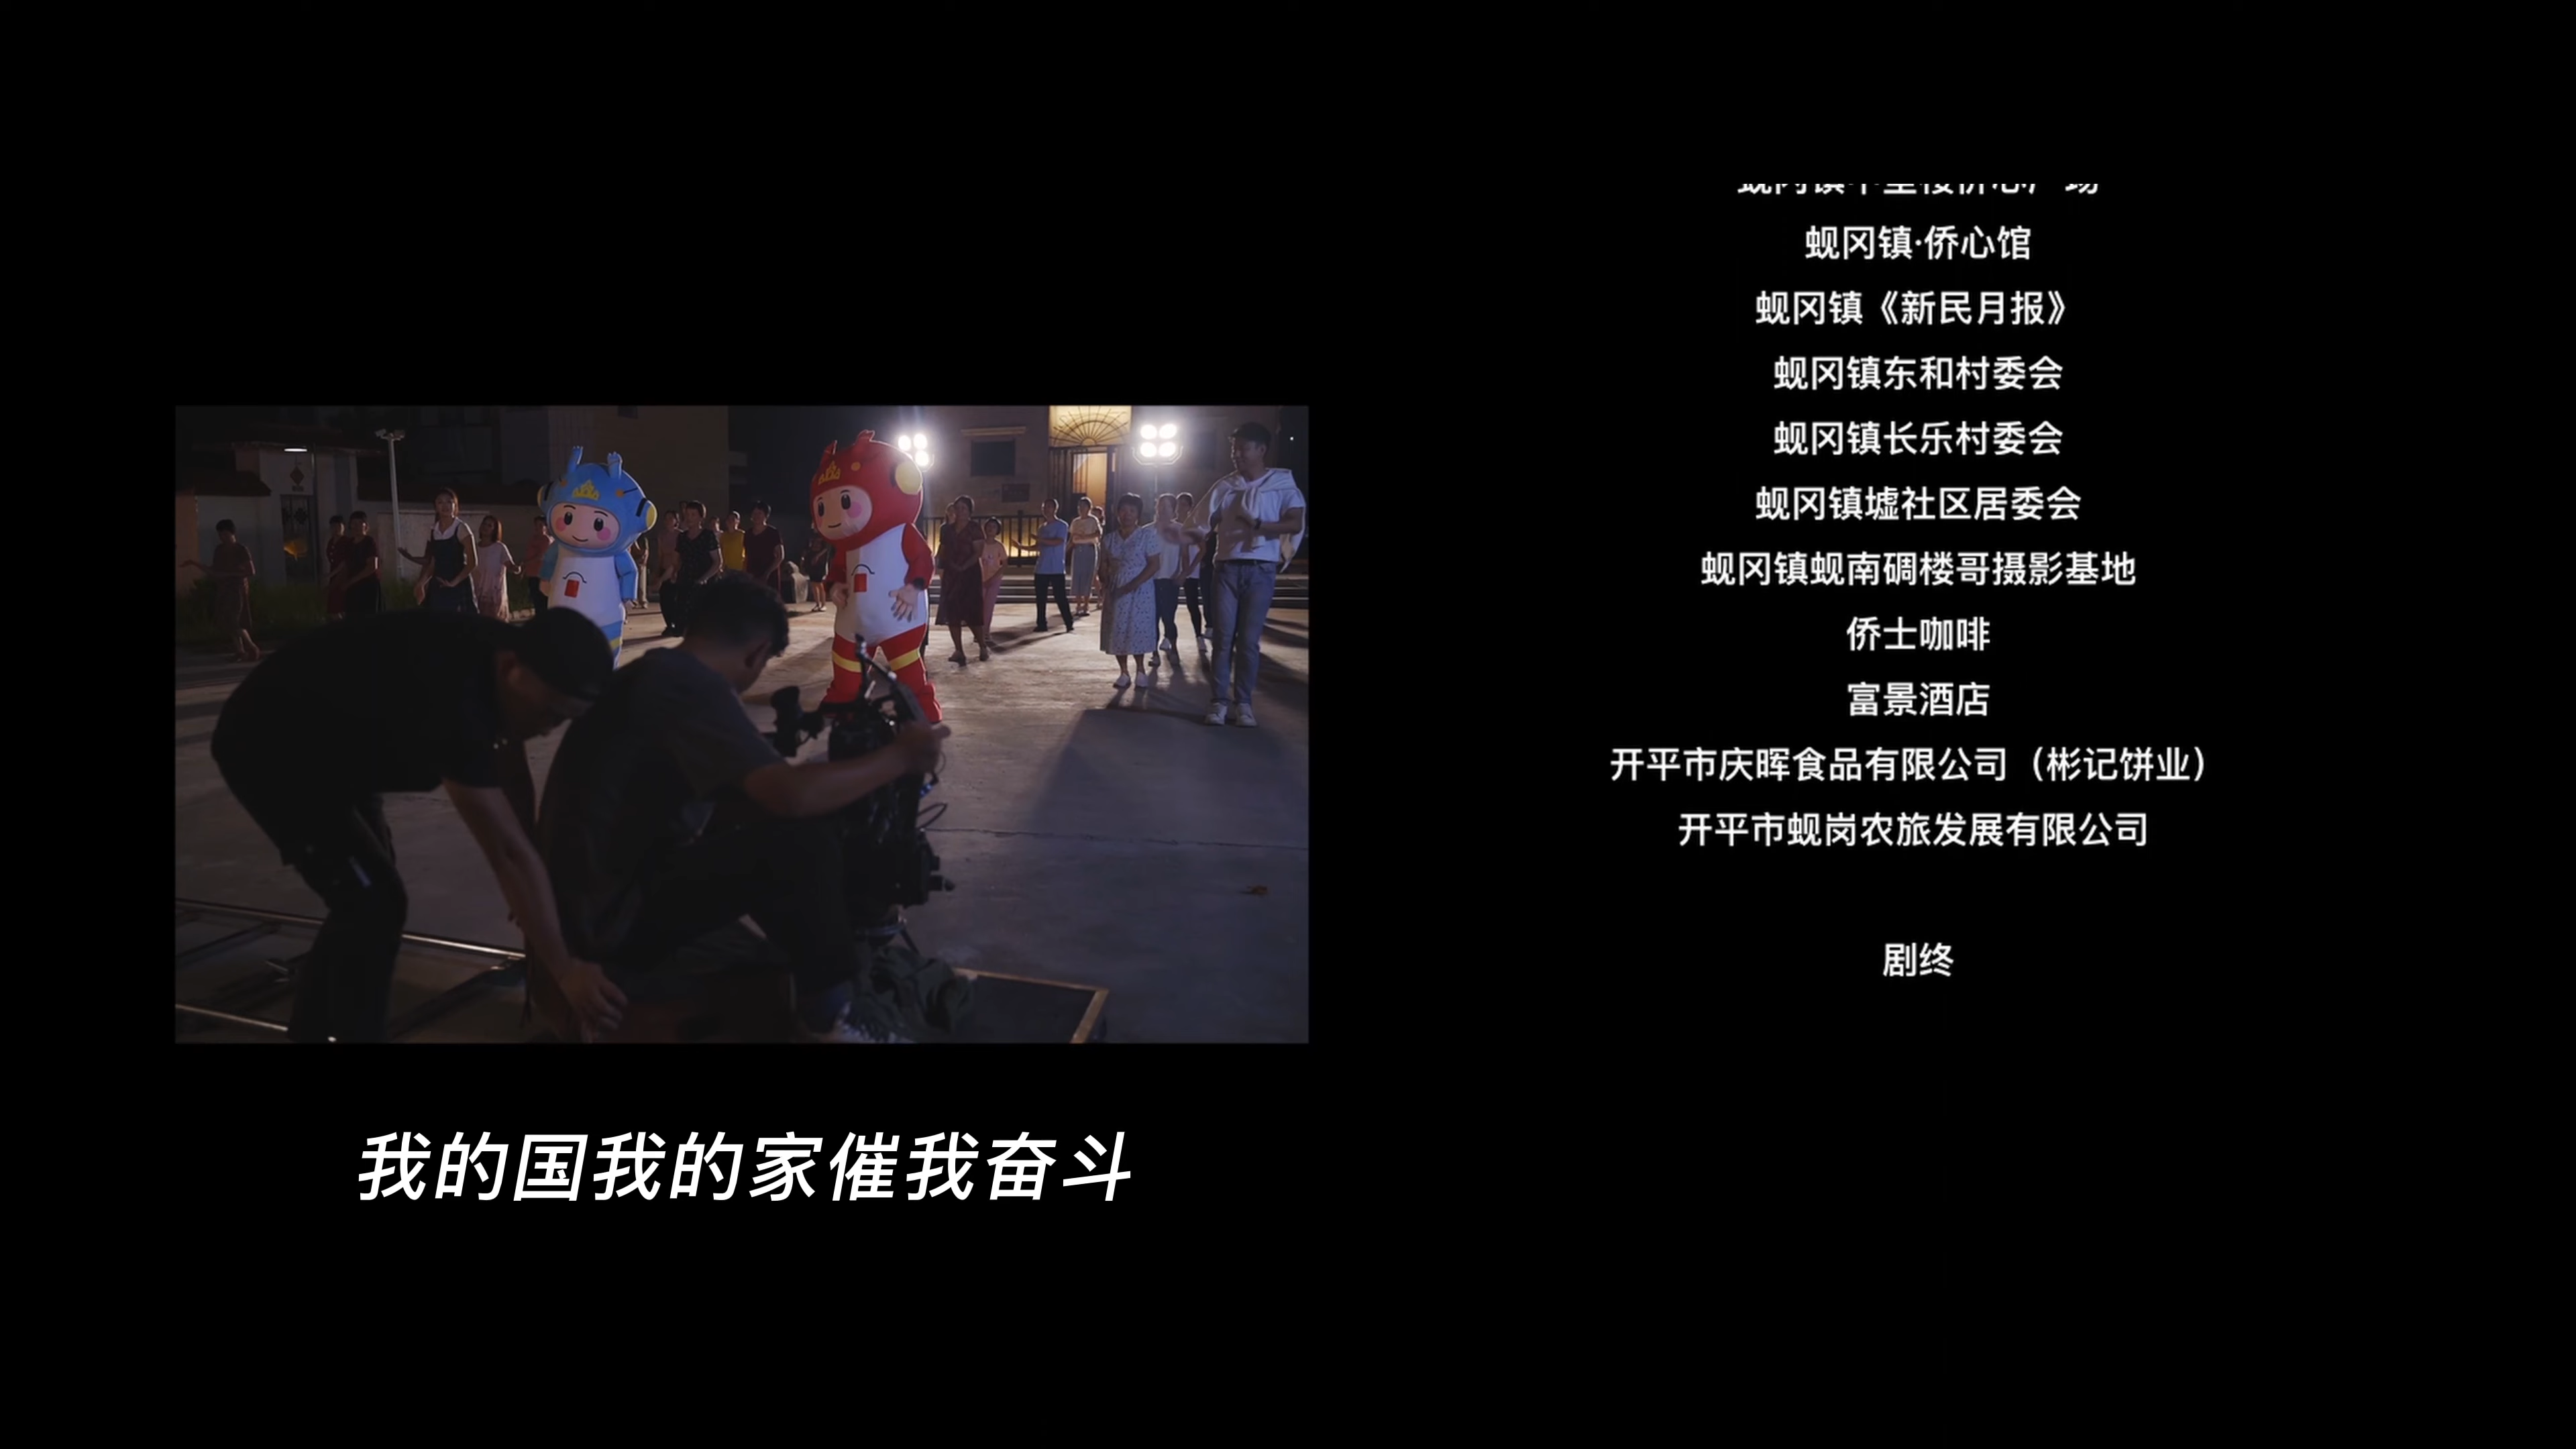 蚬冈镇·侨心馆
蚬冈镇《新民月报》
蚬冈镇东和村委会
蚬冈镇长乐村委会
蚬冈镇墟社区居委会
蚬冈镇蚬南碉楼哥摄影基地
侨士咖啡
富景酒店
开平市庆晖食品有限公司（彬记饼业）
开平市蚬岗农旅发展有限公司
剧终
我的国我的家催我奋斗